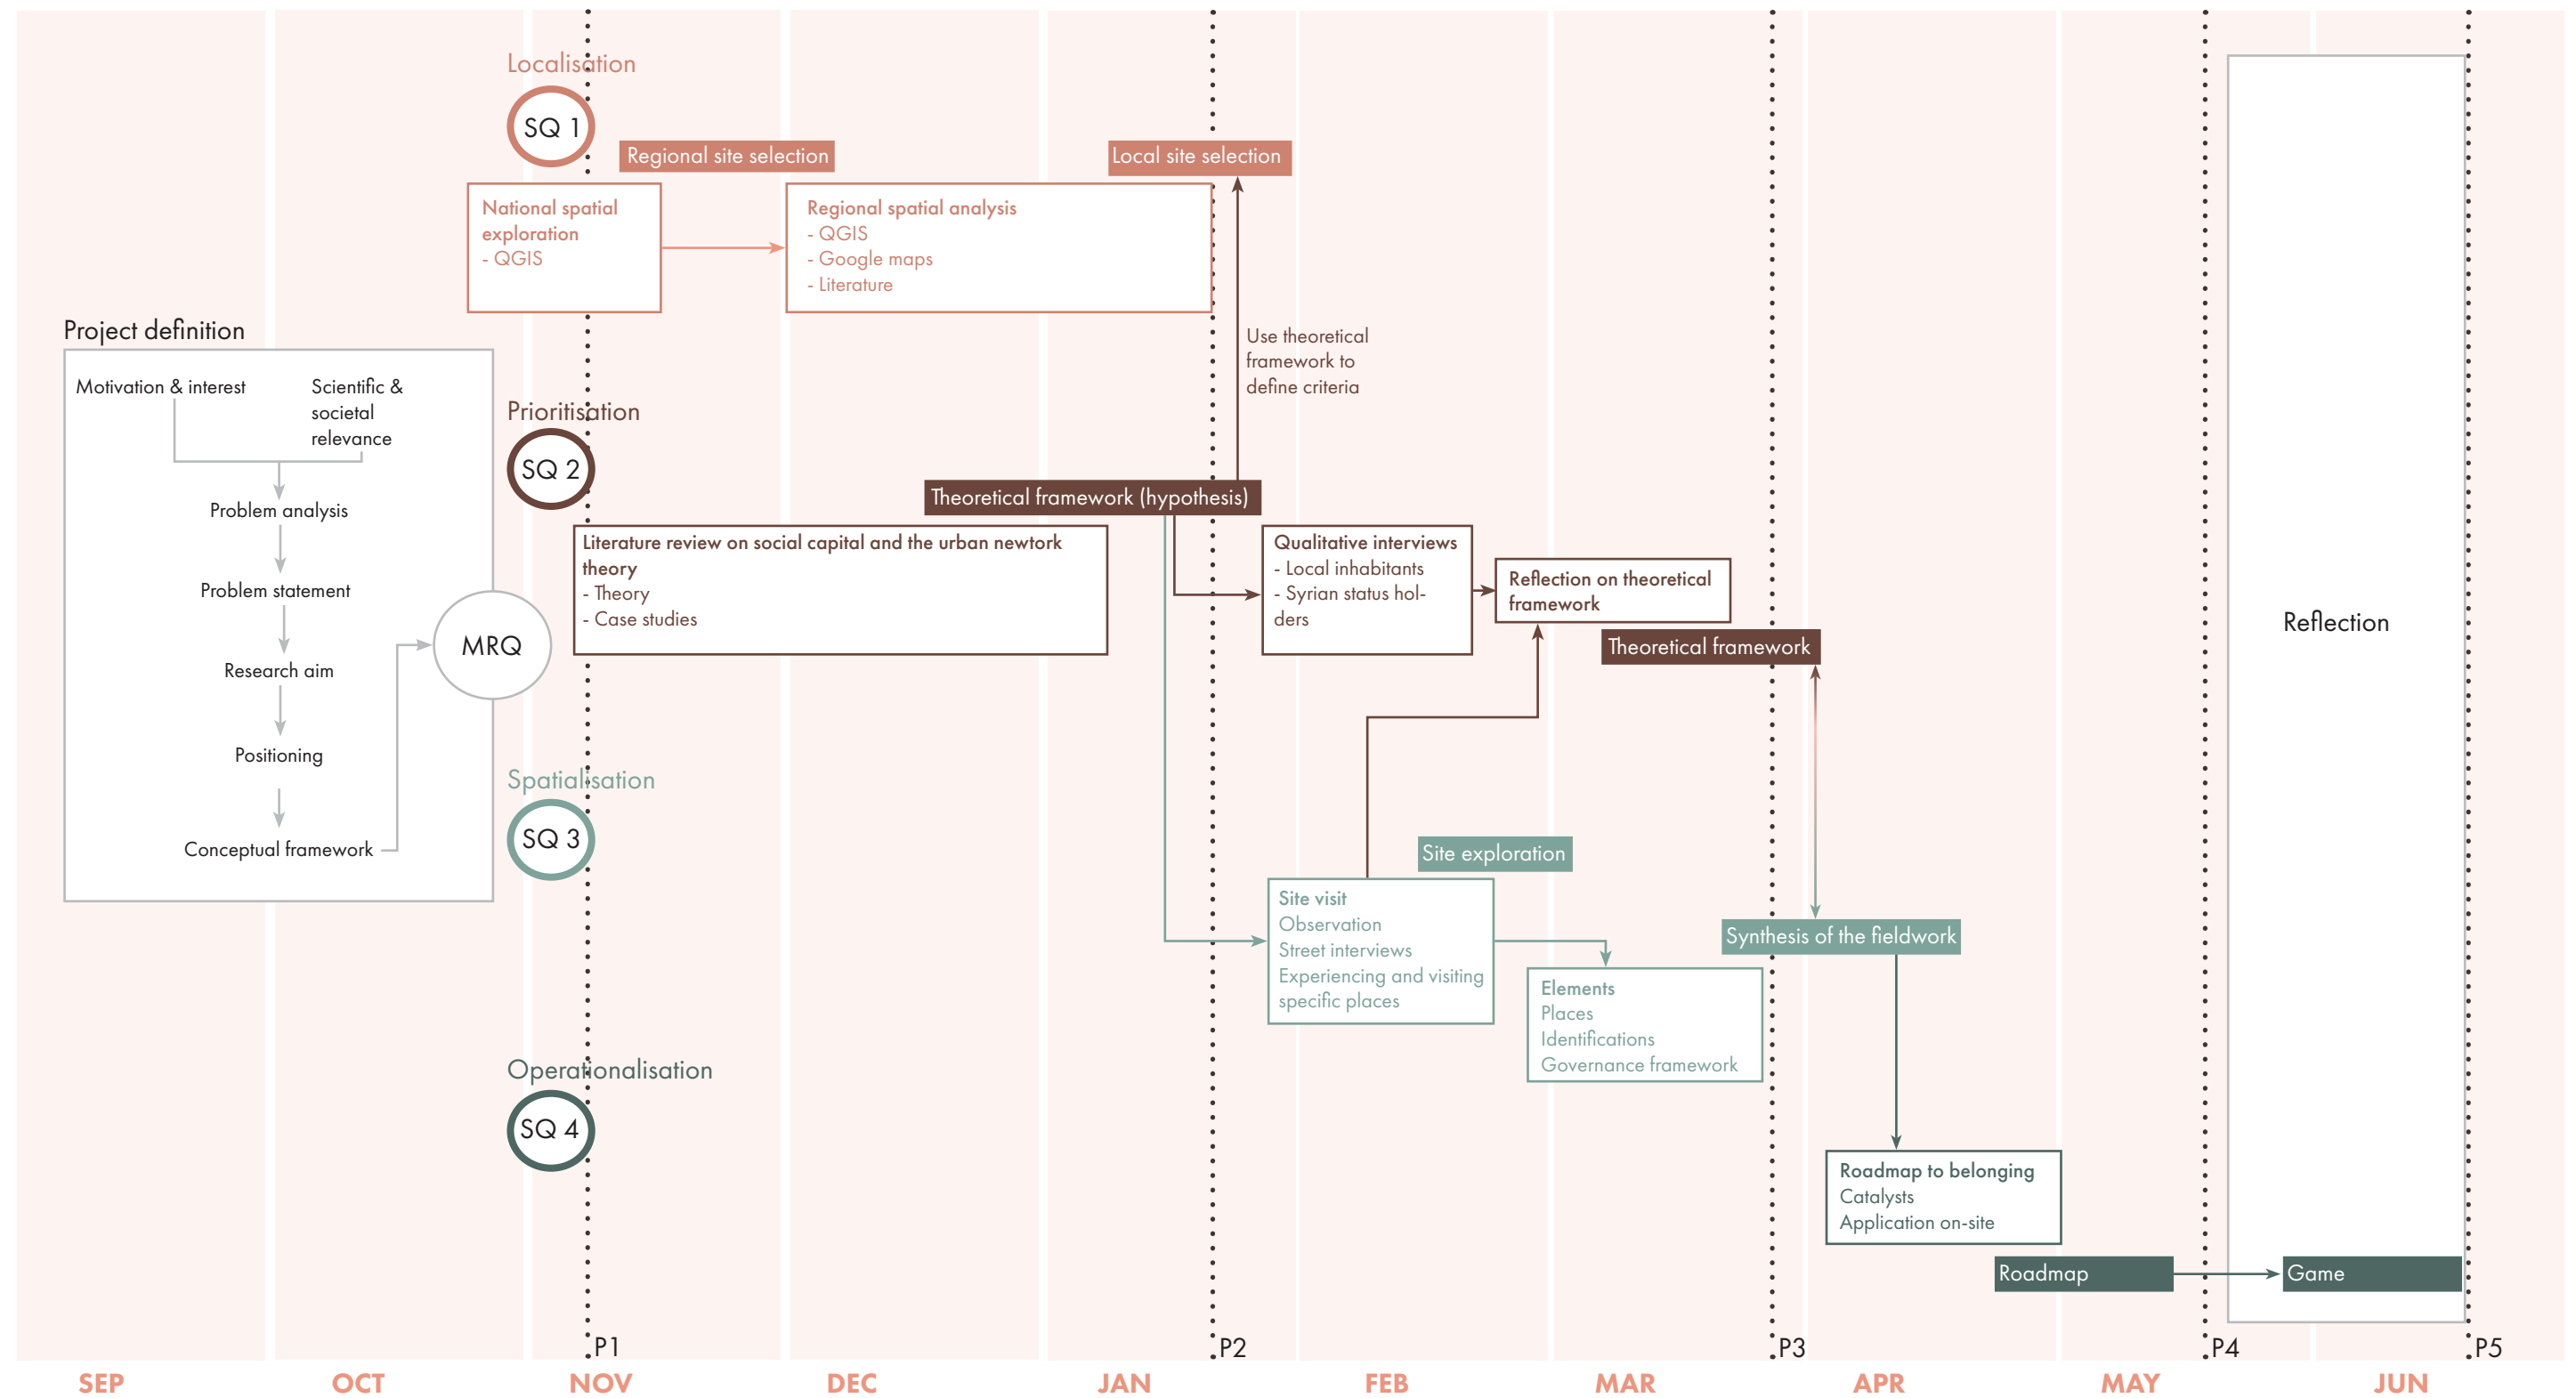 Localisation
SQ 1
Regional site selection
Local site selection
National spatial
exploration
- QGIS
Regional spatial analysis
- QGIS
- Google maps
- Literature
Use theoretical
framework to
define criteria
Project definition
Motivation & interest
Scientific &
societal
relevance
Problem analysis
Problem statement
Research aim
Positioning
Conceptual framework
MRQ
Prioritisation
SQ 2
Theoretical framework (hypothesis)
Literature review on social capital and the urban newtork
theory
- Theory
- Case studies
Qualitative interviews
- Local inhabitants
- Syrian status hol-
ders
Reflection on theoretical
framework
Theoretical framework
Reflection
Spatialisation
SQ 3
Site exploration
Site visit
Observation
Street interviews
Experiencing and visiting
specific places
Synthesis of the fieldwork
Elements
Places
Identifications
Governance framework
Operationalisation
SQ 4
Roadmap to belonging
Catalysts
Application on-site
Roadmap
Game
P1
P2
P3
P4
P5
SEP
OCT
NOV
DEC
JAN
FEB
MAR
APR
MAY
JUN